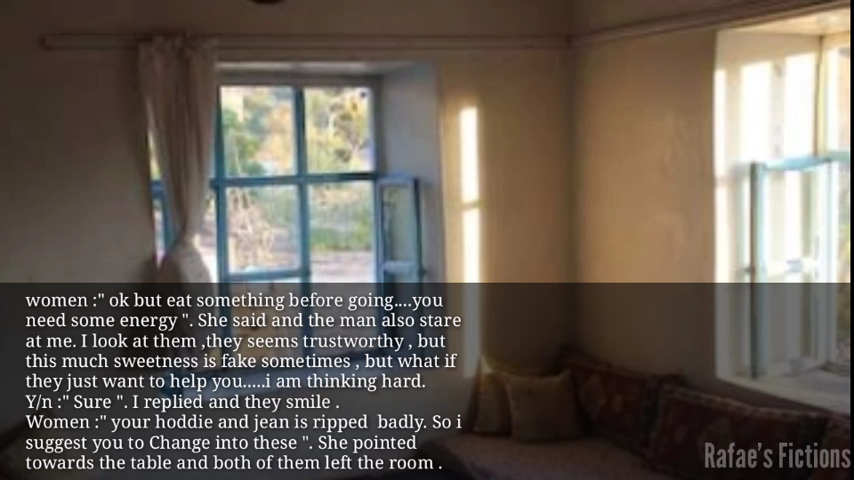 women :" ok but eat something before going....you
need some energy ". She said and the man also stare
at me. I look at them ,they seems trustworthy , but
this much sweetness is fake sometimes , but what if
they just want to help you.....i am thinking hard.
Y/n :" Sure ". I replied and they smile .
Women :" your hoddie and jean is ripped  badly. So i
suggest you to Change into these ". She pointed
towards the table and both of them left the room .
Rafae's Fictions